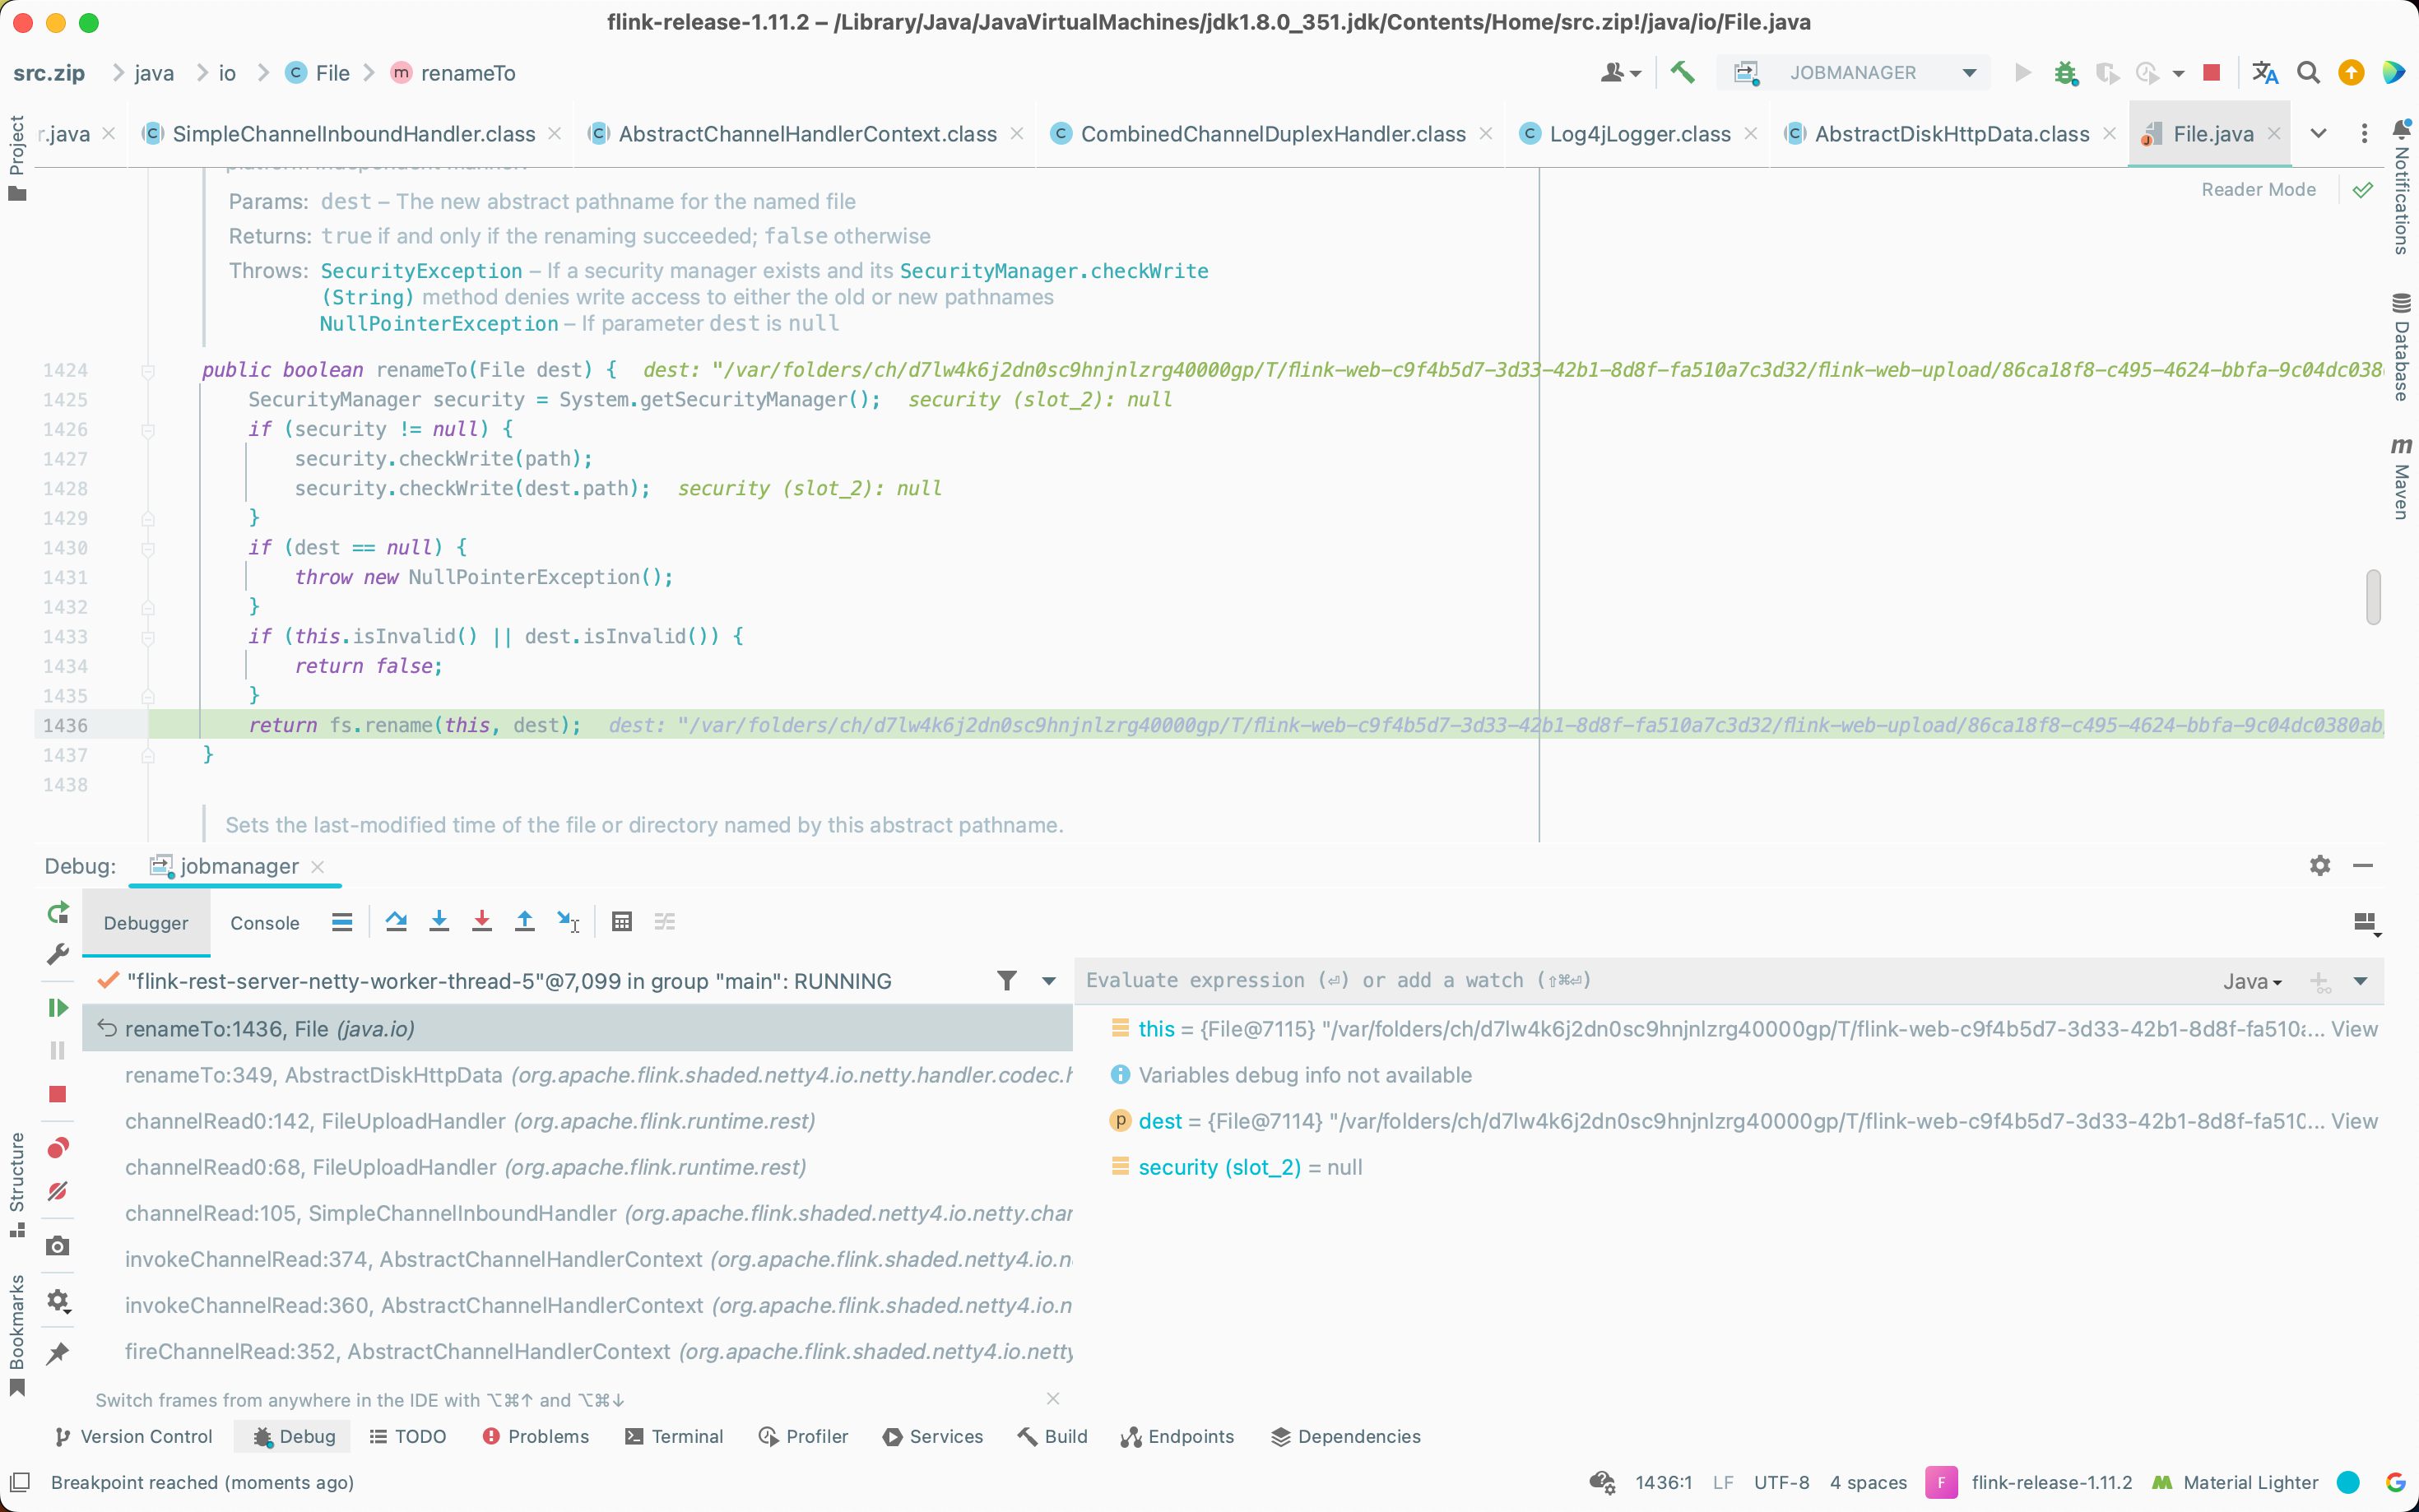 flink-release-1.11.2 – /Library/Java/JavaVirtualMachines/jdk1.8.0_351.jdk/Contents/Home/src.zip!/java/io/File.java
src.zip java io C File m renameTo JOBMANAGER
r.java SimpleChannelInboundHandler.class AbstractChannelHandlerContext.class CombinedChannelDuplexHandler.class Log4jLogger.class AbstractDiskHttpData.class File.java
Project
Notifications
Database
Maven
Reader Mode
Params: dest – The new abstract pathname for the named file
Returns: true if and only if the renaming succeeded; false otherwise
Throws: SecurityException – If a security manager exists and its SecurityManager.checkWrite
(String) method denies write access to either the old or new pathnames
NullPointerException – If parameter dest is null
1424 public boolean renameTo(File dest) { dest: "/var/folders/ch/d7lw4k6j2dn0sc9hnjnlzrg40000gp/T/flink-web-c9f4b5d7-3d33-42b1-8d8f-fa510a7c3d32/flink-web-upload/86ca18f8-c495-4624-bbfa-9c04dc038
1425 SecurityManager security = System.getSecurityManager(); security (slot_2): null
1426 if (security != null) {
1427 security.checkWrite(path);
1428 security.checkWrite(dest.path); security (slot_2): null
1429 }
1430 if (dest == null) {
1431 throw new NullPointerException();
1432 }
1433 if (this.isInvalid() || dest.isInvalid()) {
1434 return false;
1435 }
1436 return fs.rename(this, dest); dest: "/var/folders/ch/d7lw4k6j2dn0sc9hnjnlzrg40000gp/T/flink-web-c9f4b5d7-3d33-42b1-8d8f-fa510a7c3d32/flink-web-upload/86ca18f8-c495-4624-bbfa-9c04dc0380ab
1437 }
1438
Sets the last-modified time of the file or directory named by this abstract pathname.
Debug: jobmanager
Debugger Console
"flink-rest-server-netty-worker-thread-5"@7,099 in group "main": RUNNING
renameTo:1436, File (java.io)
renameTo:349, AbstractDiskHttpData (org.apache.flink.shaded.netty4.io.netty.handler.codec.h
channelRead0:142, FileUploadHandler (org.apache.flink.runtime.rest)
channelRead0:68, FileUploadHandler (org.apache.flink.runtime.rest)
channelRead:105, SimpleChannelInboundHandler (org.apache.flink.shaded.netty4.io.netty.char
invokeChannelRead:374, AbstractChannelHandlerContext (org.apache.flink.shaded.netty4.io.n
invokeChannelRead:360, AbstractChannelHandlerContext (org.apache.flink.shaded.netty4.io.n
fireChannelRead:352, AbstractChannelHandlerContext (org.apache.flink.shaded.netty4.io.netty
Switch frames from anywhere in the IDE with ⌥⌘↑ and ⌥⌘↓
Evaluate expression (⏎) or add a watch (⇧⌘⏎) Java
this = {File@7115} "/var/folders/ch/d7lw4k6j2dn0sc9hnjnlzrg40000gp/T/flink-web-c9f4b5d7-3d33-42b1-8d8f-fa510a... View
Variables debug info not available
p dest = {File@7114} "/var/folders/ch/d7lw4k6j2dn0sc9hnjnlzrg40000gp/T/flink-web-c9f4b5d7-3d33-42b1-8d8f-fa51C... View
security (slot_2) = null
Structure
Bookmarks
Version Control Debug TODO Problems Terminal Profiler Services Build Endpoints Dependencies
Breakpoint reached (moments ago) 1436:1 LF UTF-8 4 spaces F flink-release-1.11.2 Material Lighter